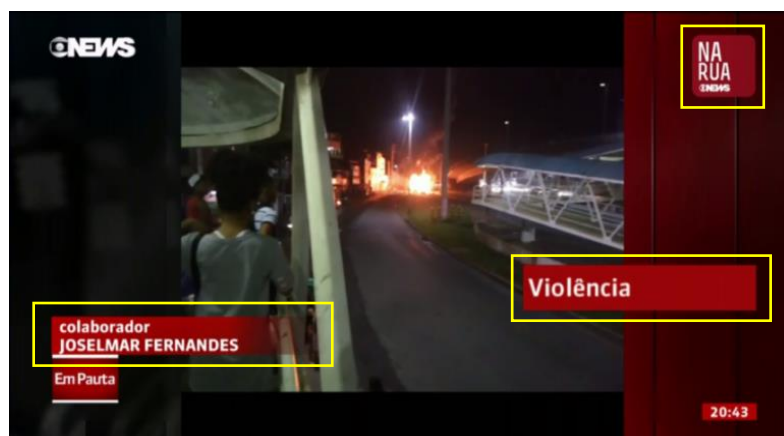 GNEWS
NA
RUA
GNEWS
Violência
colaborador
JOSELMAR FERNANDES
Em Pauta
20:43